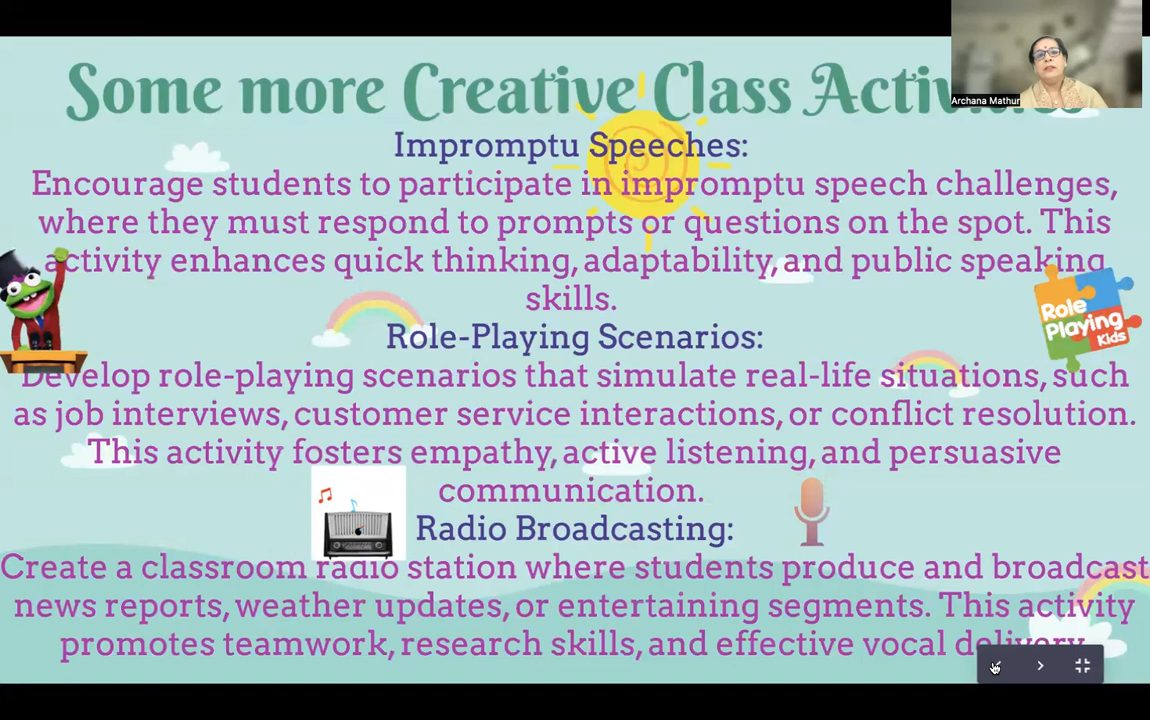 Some more Creative Class Activities
Archana Mathur
Impromptu Speeches:
Encourage students to participate in impromptu speech challenges,
where they must respond to prompts or questions on the spot. This
activity enhances quick thinking, adaptability, and public speaking
skills.
Role
Playing
Kids
Role-Playing Scenarios:
Develop role-playing scenarios that simulate real-life situations, such
as job interviews, customer service interactions, or conflict resolution.
This activity fosters empathy, active listening, and persuasive
communication.
Radio Broadcasting:
Create a classroom radio station where students produce and broadcast
news reports, weather updates, or entertaining segments. This activity
promotes teamwork, research skills, and effective vocal delivery.